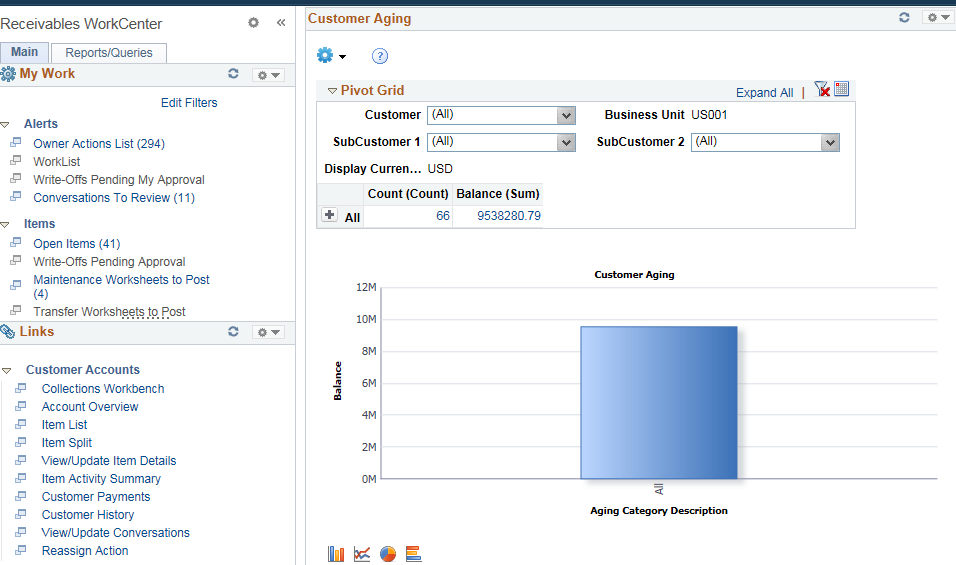 Receivables WorkCenter
«
Main
Reports/Queries
My Work
Edit Filters
Alerts
Owner Actions List (294)
WorkList
Write-Offs Pending My Approval
Conversations To Review (11)
Items
Open Items (41)
Write-Offs Pending Approval
Maintenance Worksheets to Post
(4)
Transfer Worksheets to Post
Links
Customer Accounts
Collections Workbench
Account Overview
Item List
Item Split
View/Update Item Details
Item Activity Summary
Customer Payments
Customer History
View/Update Conversations
Reassign Action
Customer Aging
?
Pivot Grid
Expand All |
Customer (All) Business Unit US001
SubCustomer 1 (All) SubCustomer 2 (All)
Display Curren... USD
Count (Count) Balance (Sum)
All 66 9538280.79
Customer Aging
12M
10M
8M
6M
4M
2M
0M
Balance
All
Aging Category Description